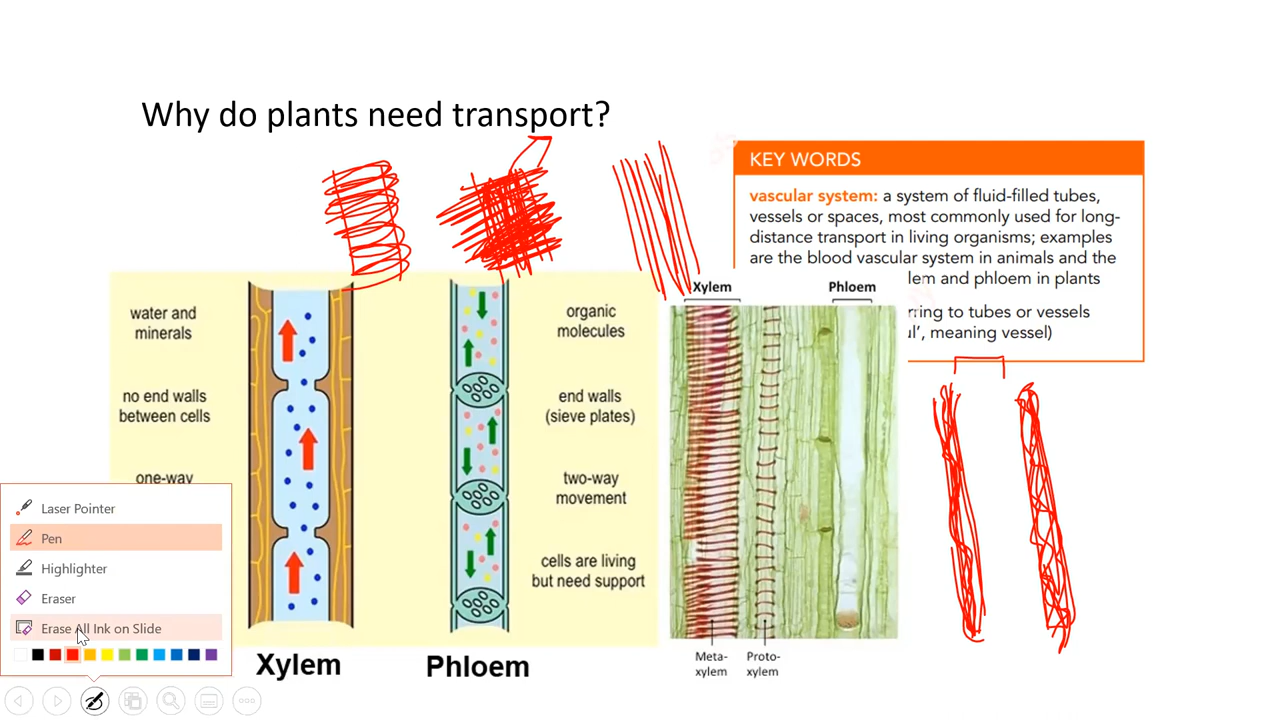 Why do plants need transport?
KEY WORDS
vascular system: a system of fluid-filled tubes,
vessels or spaces, most commonly used for long-
distance transport in living organisms; examples
are the blood vascular system in animals and the
lem and phloem in plants
rring to tubes or vessels
ul’, meaning vessel)
water and
minerals
no end walls
between cells
one-way
organic
molecules
end walls
(sieve plates)
two-way
movement
cells are living
but need support
Xylem
Phloem
Xylem
Phloem
Meta-
xylem
Proto-
xylem
Laser Pointer
Pen
Highlighter
Eraser
Erase All Ink on Slide